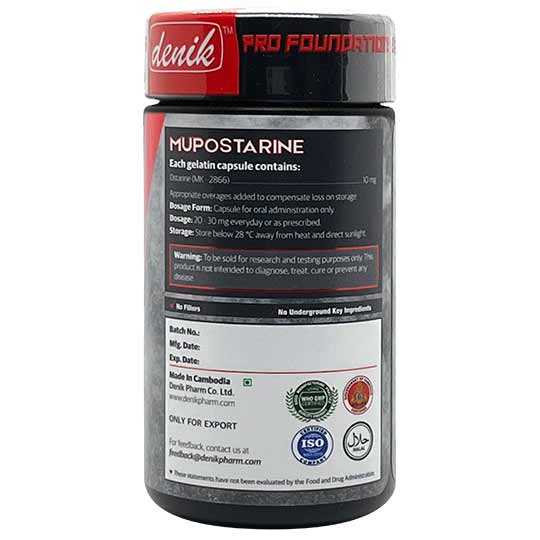 denik™ PRO FOUNDATION
MUPOSTARINE
Each gelatin capsule contains:
Ostarine (MK - 2866) 10 mg
Appropriate overages added to compensate loss on storage.
Dosage Form: Capsule for oral administration only.
Dosage: 20 - 30 mg everyday or as prescribed.
Storage: Store below 28 °C away from heat and direct sunlight.
Warning: To be sold for research and testing purposes only. This
product is not intended to diagnose, treat, cure or prevent any
disease
No Fillers No Underground Key Ingredients
Batch No.:
Mfg. Date:
Exp. Date:
Made In Cambodia
Denik Pharm Co. Ltd.
www.denikpharm.com
WHO GMP
CERTIFIED
ONLY FOR EXPORT
CERTIFIED
ISO
COMPANY
حلال
HALAL
For feedback, contact us at
feedback@denikpharm.com
These statements have not been evaluated by the Food and Drug Administration.